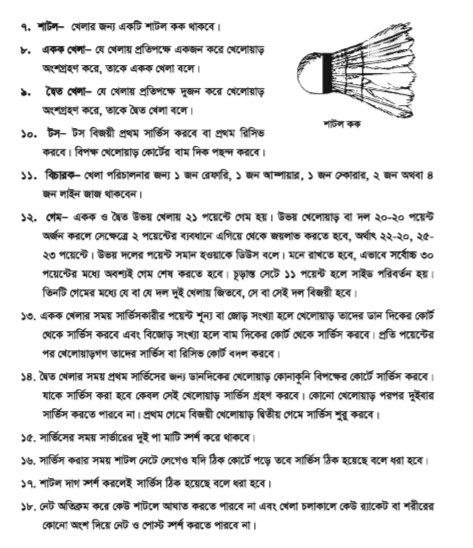 ৭. শাটল– খেলার জন্য একটি শাটল কক থাকবে।
৮. একক খেলা– যে খেলায় প্রতিপক্ষে একজন করে খেলোয়াড়
অংশগ্রহণ করে, তাকে একক খেলা বলে।
৯. দ্বৈত খেলা– যে খেলায় প্রতিপক্ষে দুজন করে খেলোয়াড়
অংশগ্রহণ করে, তাকে দ্বৈত খেলা বলে।
শাটল কক
১০. টস– টস বিজয়ী প্রথম সার্ভিস করবে বা প্রথম রিসিভ
করবে। বিপক্ষ খেলোয়াড় কোর্টের বাম দিক পছন্দ করবে।
১১. বিচারক– খেলা পরিচালনার জন্য ১ জন রেফারি, ১ জন আম্পায়ার, ১ জন স্কোরার, ২ জন অথবা ৪
জন লাইন জাজ থাকবেন।
১২. গেম– একক ও দ্বৈত উভয় খেলায় ২১ পয়েন্টে গেম হয়। উভয় খেলোয়াড় বা দল ২০-২০ পয়েন্ট
অর্জন করলে সেক্ষেত্রে ২ পয়েন্টের ব্যবধানে এগিয়ে থেকে জয়লাভ করতে হবে, অর্থাৎ ২২-২০, ২৫-
২৩ পয়েন্টে। উভয় দলের পয়েন্ট সমান হওয়াকে ডিউস বলে। মনে রাখতে হবে, এভাবে সর্বোচ্চ ৩০
পয়েন্টের মধ্যে অবশ্যই গেম শেষ করতে হবে। চূড়ান্ত সেটে ১১ পয়েন্ট হলে সাইড পরিবর্তন হয়।
তিনটি গেমের মধ্যে যে বা যে দল দুই খেলায় জিতবে, সে বা সেই দল বিজয়ী হবে।
১৩. একক খেলার সময় সার্ভিসকারীর পয়েন্ট শূন্য বা জোড় সংখ্যা হলে খেলোয়াড় তাদের ডান দিকের কোর্ট
থেকে সার্ভিস করবে এবং বিজোড় সংখ্যা হলে বাম দিকের কোর্ট থেকে সার্ভিস করবে। প্রতি পয়েন্টের
পর খেলোয়াড়গণ তাদের সার্ভিস বা রিসিভ কোর্ট বদল করবে।
১৪. দ্বৈত খেলার সময় প্রথম সার্ভিসের জন্য ডানদিকের খেলোয়াড় কোনাকুনি বিপক্ষের কোর্টে সার্ভিস করবে।
যাকে সার্ভিস করা হবে কেবল সেই খেলোয়াড় সার্ভিস গ্রহণ করবে। কোনো খেলোয়াড় পরপর দুইবার
সার্ভিস করতে পারবে না। প্রথম গেমে বিজয়ী খেলোয়াড় দ্বিতীয় গেমে সার্ভিস শুরু করবে।
১৫. সার্ভিসের সময় সার্ভারের দুই পা মাটি স্পর্শ করে থাকবে।
১৬. সার্ভিস করার সময় শাটল নেটে লেগেও যদি ঠিক কোর্টে পড়ে তবে সার্ভিস ঠিক হয়েছে বলে ধরা হবে।
১৭. শাটল দাগ স্পর্শ করলেই সার্ভিস ঠিক হয়েছে বলে ধরা হবে।
১৮. নেট অতিক্রম করে কেউ শাটলে আঘাত করতে পারবে না এবং খেলা চলাকালে কেউ র‍্যাকেট বা শরীরের
কোনো অংশ দিয়ে নেট ও পোস্ট স্পর্শ করতে পারবে না।